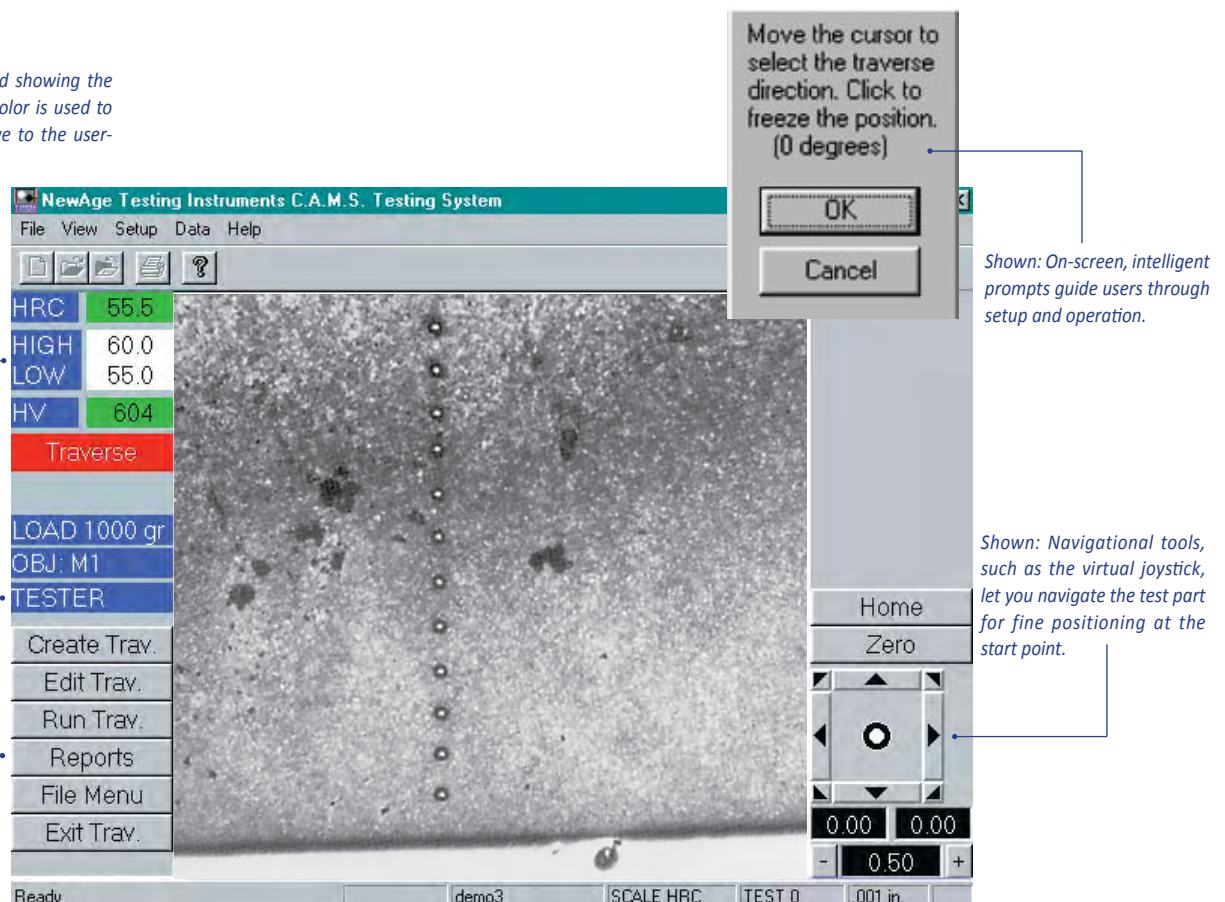 d showing the
olor is used to
ve to the user-
Move the cursor to
select the traverse
direction. Click to
freeze the position.
(0 degrees)
OK
Cancel
Shown: On-screen, intelligent
prompts guide users through
setup and operation.
NewAge Testing Instruments C.A.M.S. Testing System
File View Setup Data Help
?
HRC 55.5
HIGH 60.0
LOW 55.0
HV 604
Traverse
LOAD 1000 gr
OBJ: M1
TESTER
Create Trav.
Edit Trav.
Run Trav.
Reports
File Menu
Exit Trav.
Home
Zero
0.00 0.00
- 0.50 +
Shown: Navigational tools,
such as the virtual joystick,
let you navigate the test part
for fine positioning at the
start point.
Ready demo3 SCALE HRC TEST 0 .001 in.